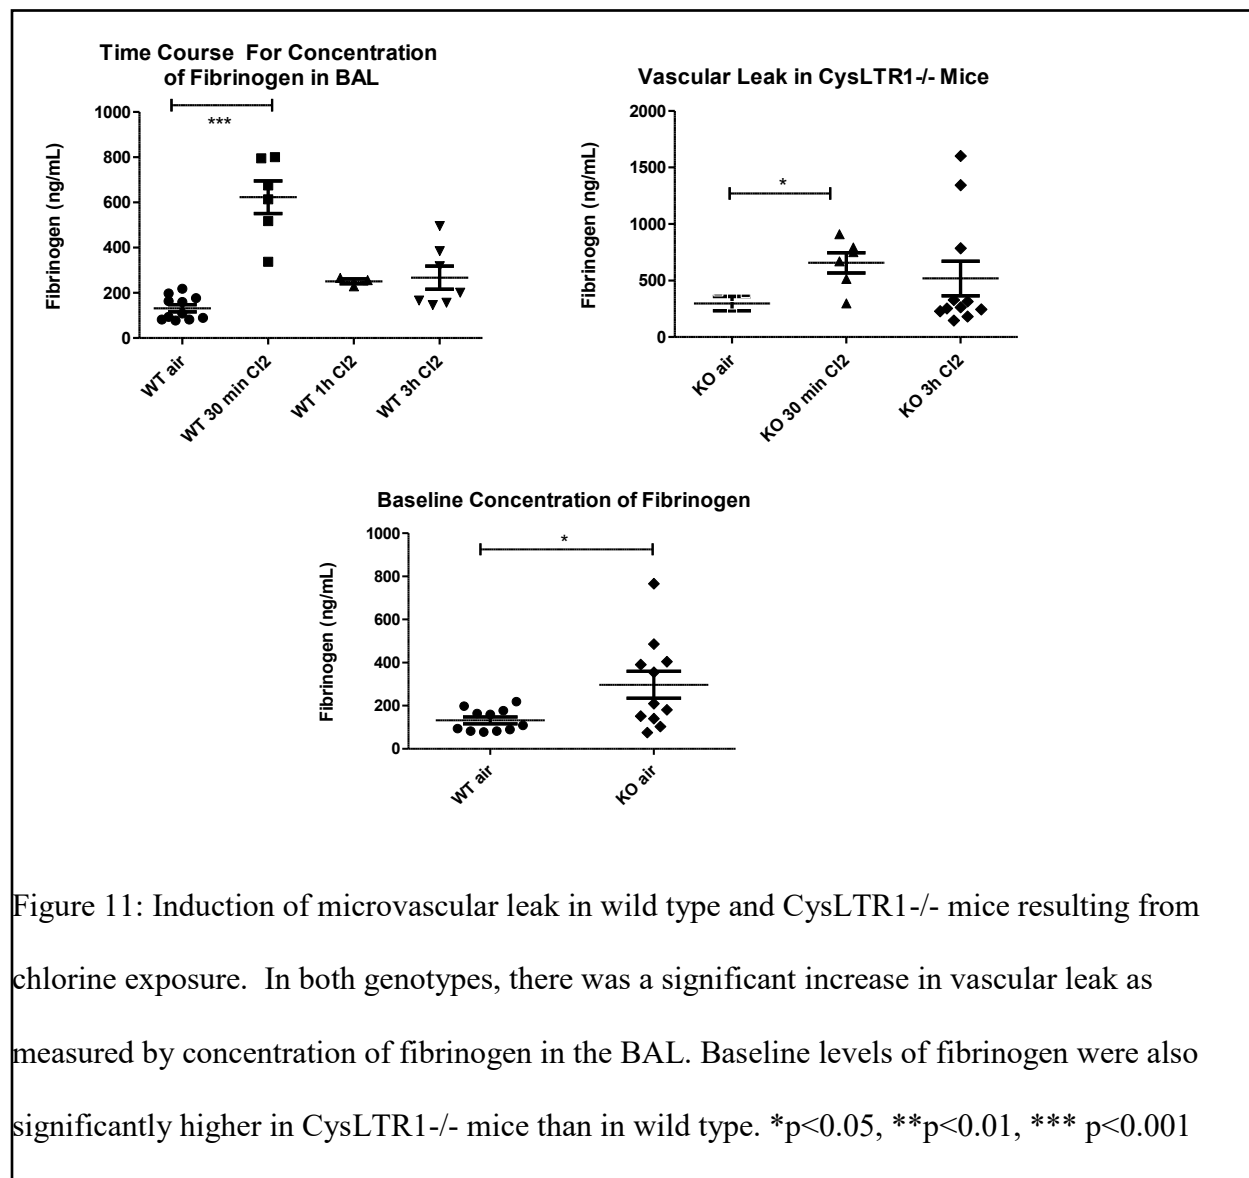 Time Course For Concentration
of Fibrinogen in BAL
***
1000
800
600
400
200
0
Fibrinogen (ng/mL)
WT air
WT 30 min Cl2
WT 1h Cl2
WT 3h Cl2
Vascular Leak in CysLTR1-/- Mice
*
2000
1500
1000
500
0
Fibrinogen (ng/mL)
KO air
KO 30 min Cl2
KO 3h Cl2
Baseline Concentration of Fibrinogen
*
1000
800
600
400
200
0
Fibrinogen (ng/mL)
WT air
KO air
Figure 11: Induction of microvascular leak in wild type and CysLTR1-/- mice resulting from
chlorine exposure.  In both genotypes, there was a significant increase in vascular leak as
measured by concentration of fibrinogen in the BAL. Baseline levels of fibrinogen were also
significantly higher in CysLTR1-/- mice than in wild type. *p<0.05, **p<0.01, *** p<0.001